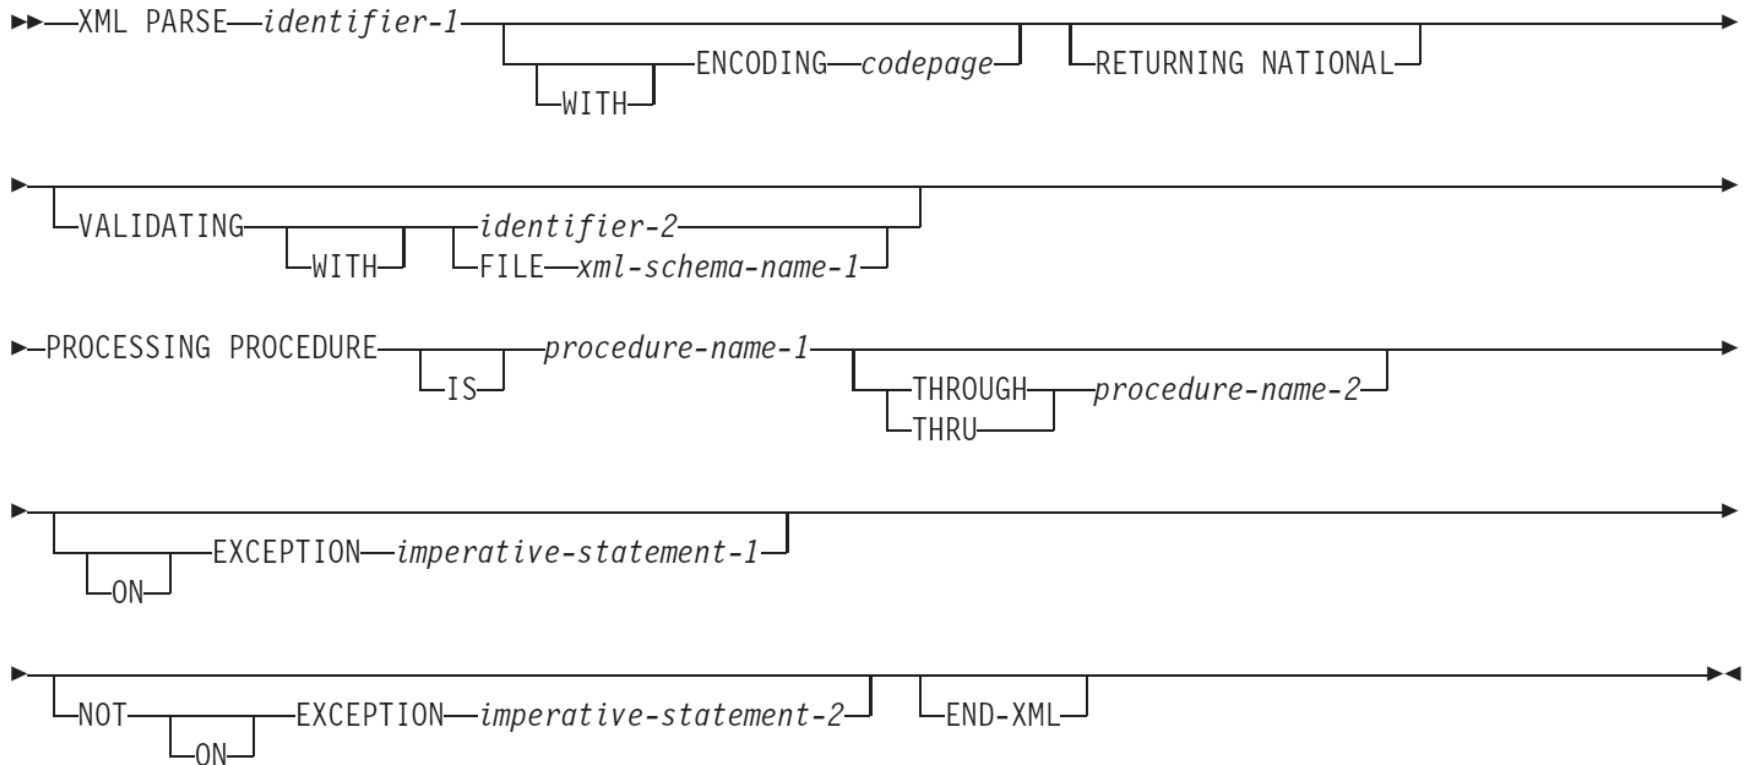 XML PARSE identifier-1
ENCODING codepage RETURNING NATIONAL
WITH
VALIDATING identifier-2
WITH FILE xml-schema-name-1
PROCESSING PROCEDURE procedure-name-1
IS THROUGH procedure-name-2
THRU
EXCEPTION imperative-statement-1
ON
NOT EXCEPTION imperative-statement-2 END-XML
ON